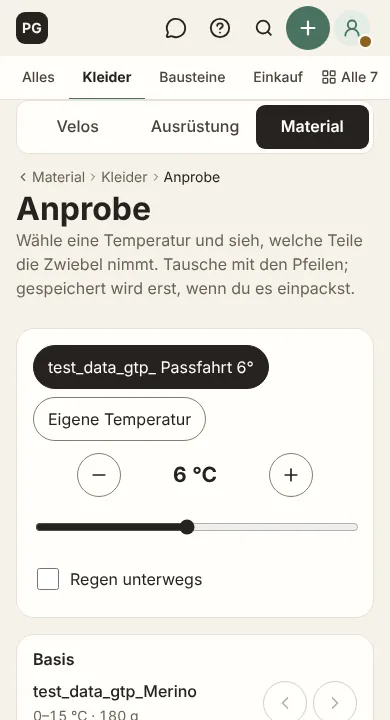 PG
Alles Kleider Bausteine Einkauf Alle 7
Velos Ausrüstung Material
Material Kleider Anprobe
Anprobe
Wähle eine Temperatur und sieh, welche Teile
die Zwiebel nimmt. Tausche mit den Pfeilen;
gespeichert wird erst, wenn du es einpackst.
test_data_gtp_ Passfahrt 6°
Eigene Temperatur
6 °C
Regen unterwegs
Basis
test_data_gtp_Merino
0–15 °C · 180 g